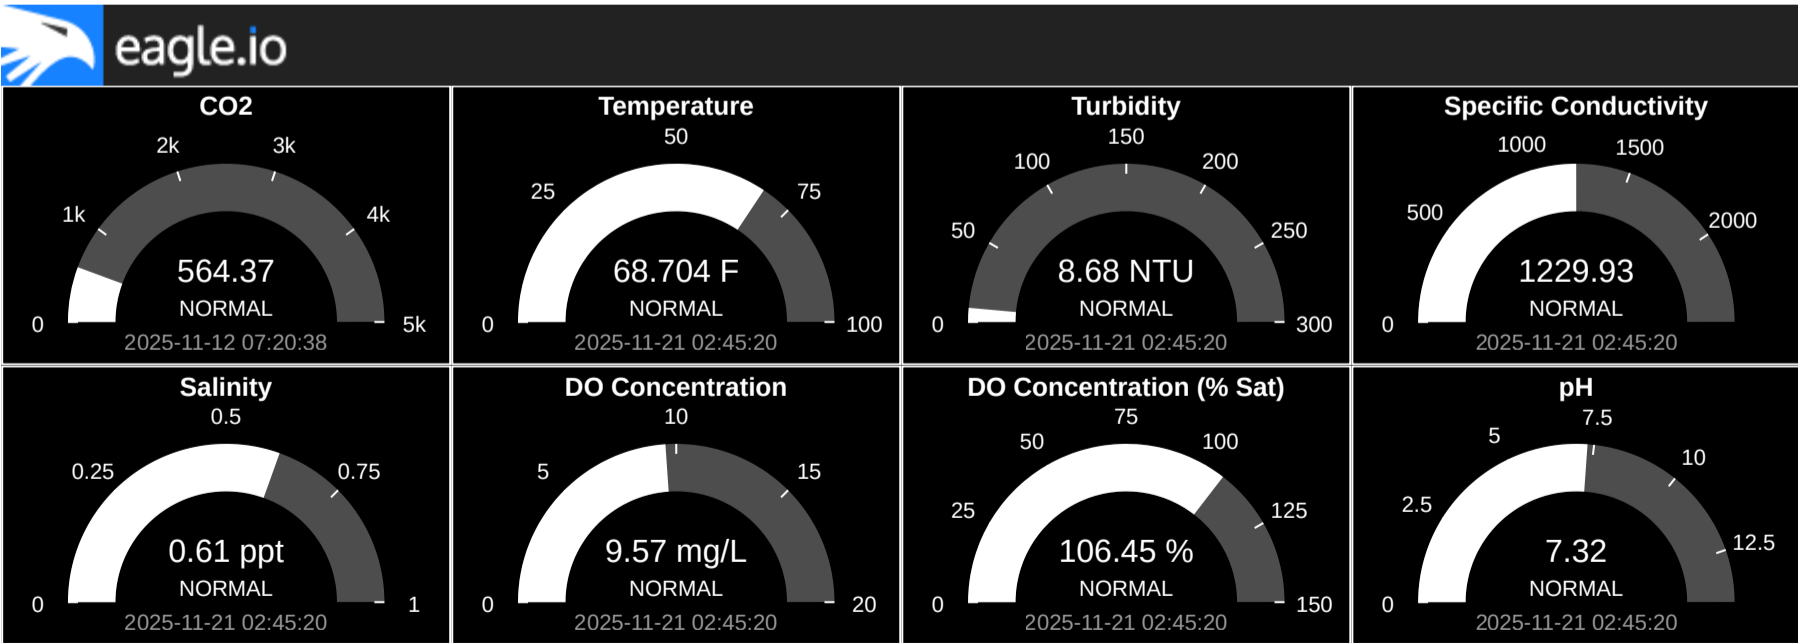 eagle.io
CO2
0
1k
2k
3k
4k
5k
564.37
NORMAL
2025-11-12 07:20:38
Temperature
0
25
50
75
100
68.704 F
NORMAL
2025-11-21 02:45:20
Turbidity
0
50
100
150
200
250
300
8.68 NTU
NORMAL
2025-11-21 02:45:20
Specific Conductivity
0
500
1000
1500
2000
1229.93
NORMAL
2025-11-21 02:45:20
Salinity
0
0.25
0.5
0.75
1
0.61 ppt
NORMAL
2025-11-21 02:45:20
DO Concentration
0
5
10
15
20
9.57 mg/L
NORMAL
2025-11-21 02:45:20
DO Concentration (% Sat)
0
25
50
75
100
125
150
106.45 %
NORMAL
2025-11-21 02:45:20
pH
0
2.5
5
7.5
10
12.5
7.32
NORMAL
2025-11-21 02:45:20